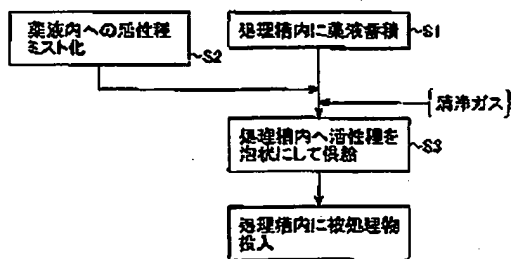 薬液内への活性種
ミスト化
~S2
処理槽内に薬液蓄積
~S1
{清浄ガス}
処理槽内へ活性種を
泡状にして供給
~S3
処理槽内に被処理物
投入